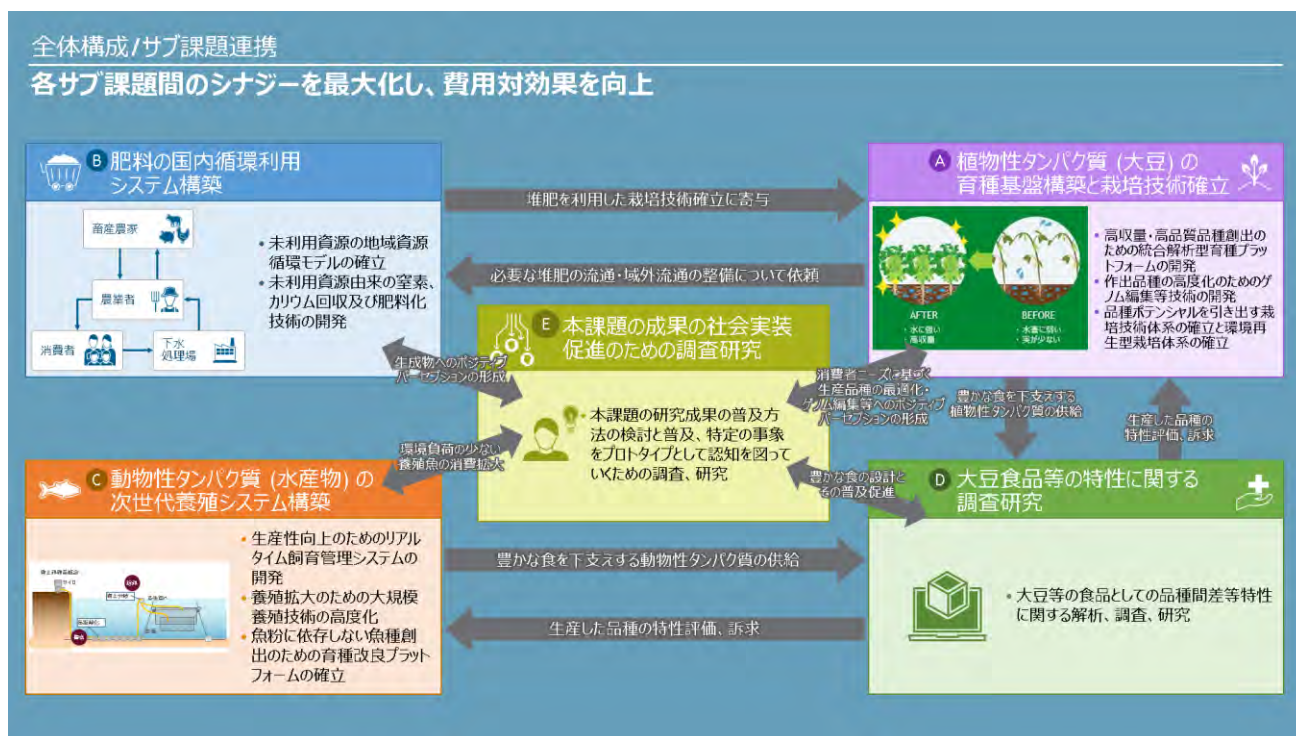 全体構成/サブ課題連携
各サブ課題間のシナジーを最大化し、費用対効果を向上
B 肥料の国内循環利用
システム構築
畜産農家
農業者
消費者
下水
処理場
• 未利用資源の地域資源
循環モデルの確立
• 未利用資源由来の窒素、
カリウム回収及び肥料化
技術の開発
堆肥を利用した栽培技術確立に寄与
必要な堆肥の流通・域外流通の整備について依頼
A 植物性タンパク質 (大豆) の
育種基盤構築と栽培技術確立
AFTER
・水に強い
・高収量
BEFORE
・水害に弱い
・実が少ない
• 高収量・高品質品種創出の
ための統合解析型育種プラッ
トフォームの開発
• 作出品種の高度化のためのゲ
ノム編集等技術の開発
• 品種ポテンシャルを引き出す栽
培技術体系の確立と環境再
生型栽培体系の確立
E 本課題の成果の社会実装
促進のための調査研究
• 本課題の研究成果の普及方
法の検討と普及、特定の事象
をプロトタイプとして認知を図って
いくための調査、研究
生成物へのポジティブ
パーセプションの形成
消費者ニーズに基づく
生産品種の最適化・
ゲノム編集等へのポジティブ
パーセプションの形成
豊かな食を下支えする
植物性タンパク質の供給
生産した品種の
特性評価、訴求
環境負荷の少ない
養殖魚の消費拡大
豊かな食の設計と
その普及促進
C 動物性タンパク質 (水産物) の
次世代養殖システム構築
• 生産性向上のためのリアル
タイム飼育管理システムの
開発
• 養殖拡大のための大規模
養殖技術の高度化
• 魚粉に依存しない魚種創
出のための育種改良プラット
フォームの確立
豊かな食を下支えする動物性タンパク質の供給
生産した品種の特性評価、訴求
D 大豆食品等の特性に関する
調査研究
• 大豆等の食品としての品種間差等特性
に関する解析、調査、研究